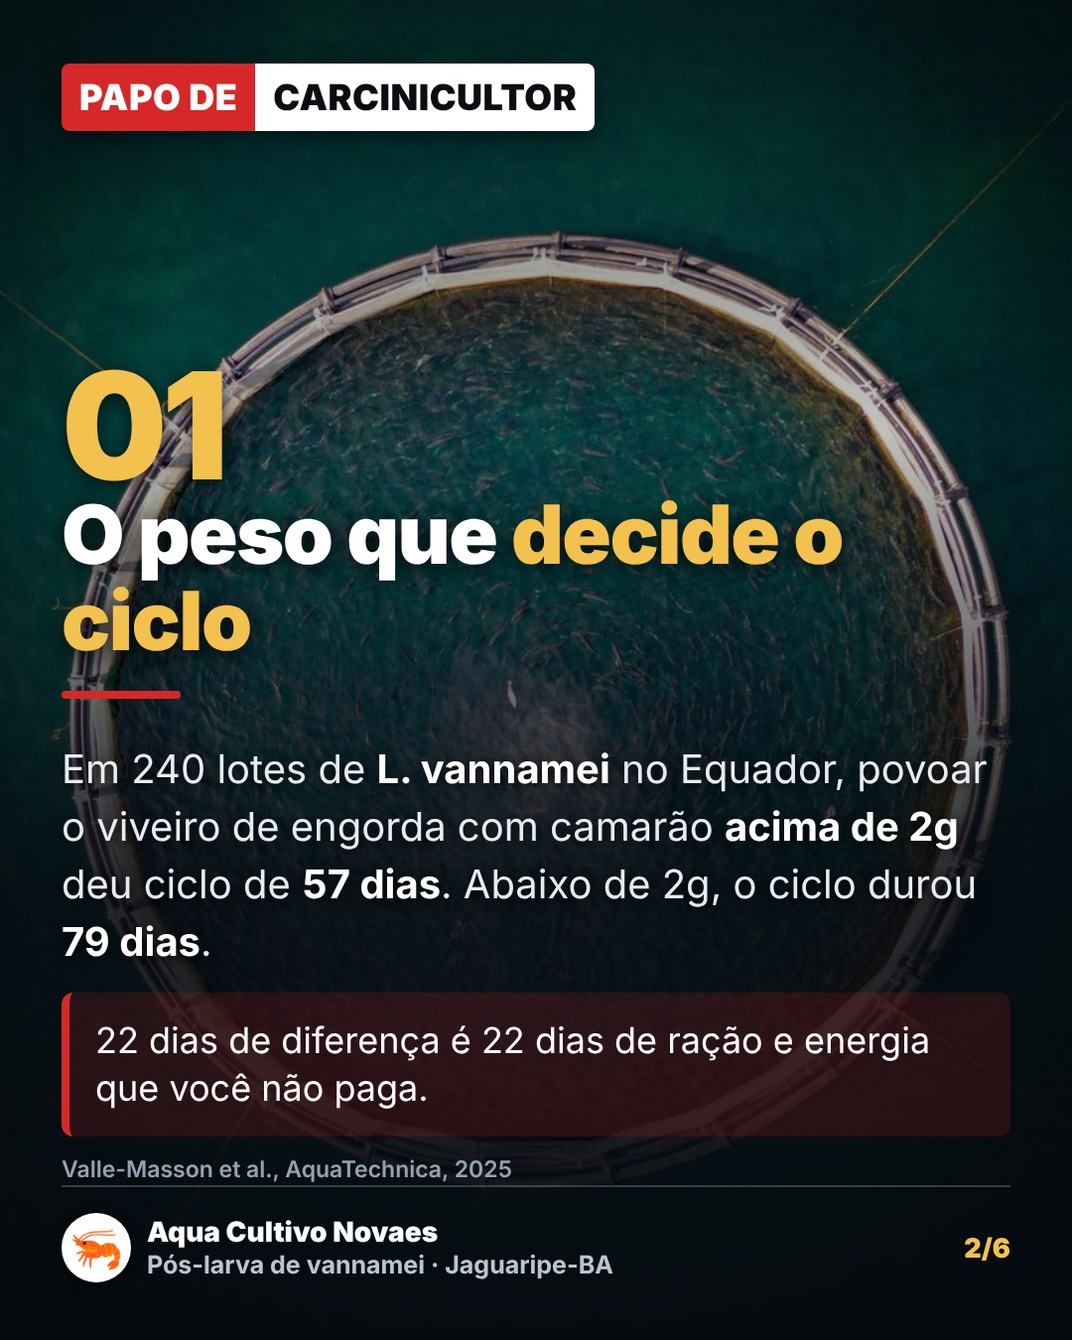 PAPO DE CARCINICULTOR
01
O peso que decide o
ciclo
Em 240 lotes de L. vannamei no Equador, povoar
o viveiro de engorda com camarão acima de 2g
deu ciclo de 57 dias. Abaixo de 2g, o ciclo durou
79 dias.
22 dias de diferença é 22 dias de ração e energia
que você não paga.
Valle-Masson et al., AquaTechnica, 2025
Aqua Cultivo Novaes
Pós-larva de vannamei · Jaguaripe-BA
2/6